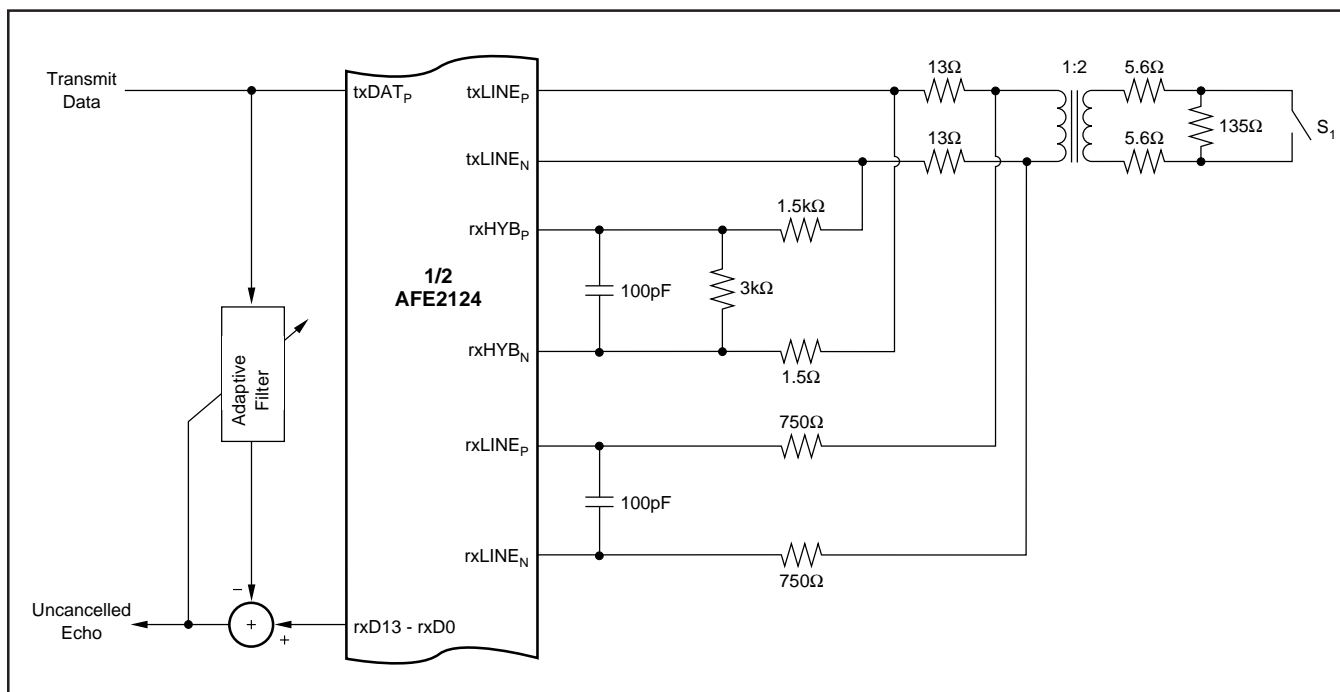 Transmit
Data
txDATP
txLINEP
13Ω
1:2
5.6Ω
135Ω
S1
txLINEN
13Ω
5.6Ω
rxHYBP
1.5kΩ
1/2
AFE2124
100pF
3kΩ
Adaptive
Filter
rxHYBN
1.5Ω
rxLINEP
750Ω
100pF
rxLINEN
750Ω
–
Uncancelled
Echo
+
+
rxD13 - rxD0